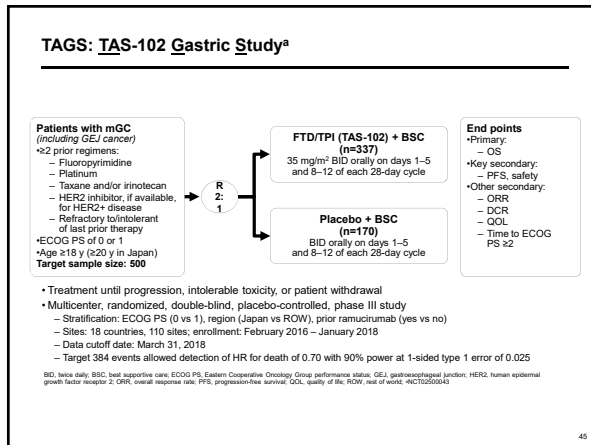 TAGS: TAS-102 Gastric Studyª
Patients with mGC
(including GEJ cancer)
•≥2 prior regimens:
– Fluoropyrimidine
– Platinum
– Taxane and/or irinotecan
– HER2 inhibitor, if available,
for HER2+ disease
– Refractory to/intolerant
of last prior therapy
•ECOG PS of 0 or 1
•Age ≥18 y (≥20 y in Japan)
Target sample size: 500
R
2:
1
FTD/TPI (TAS-102) + BSC
(n=337)
35 mg/m² BID orally on days 1–5
and 8–12 of each 28-day cycle
Placebo + BSC
(n=170)
BID orally on days 1–5
and 8–12 of each 28-day cycle
End points
•Primary:
– OS
•Key secondary:
– PFS, safety
•Other secondary:
– ORR
– DCR
– QOL
– Time to ECOG
PS ≥2
• Treatment until progression, intolerable toxicity, or patient withdrawal
• Multicenter, randomized, double-blind, placebo-controlled, phase III study
– Stratification: ECOG PS (0 vs 1), region (Japan vs ROW), prior ramucirumab (yes vs no)
– Sites: 18 countries, 110 sites; enrollment: February 2016 – January 2018
– Data cutoff date: March 31, 2018
– Target 384 events allowed detection of HR for death of 0.70 with 90% power at 1-sided type 1 error of 0.025
BID, twice daily; BSC, best supportive care; ECOG PS, Eastern Cooperative Oncology Group performance status; GEJ, gastroesophageal junction; HER2, human epidermal
growth factor receptor 2; ORR, overall response rate; PFS, progression-free survival; QOL, quality of life; ROW, rest of world; ªNCT02500043
45